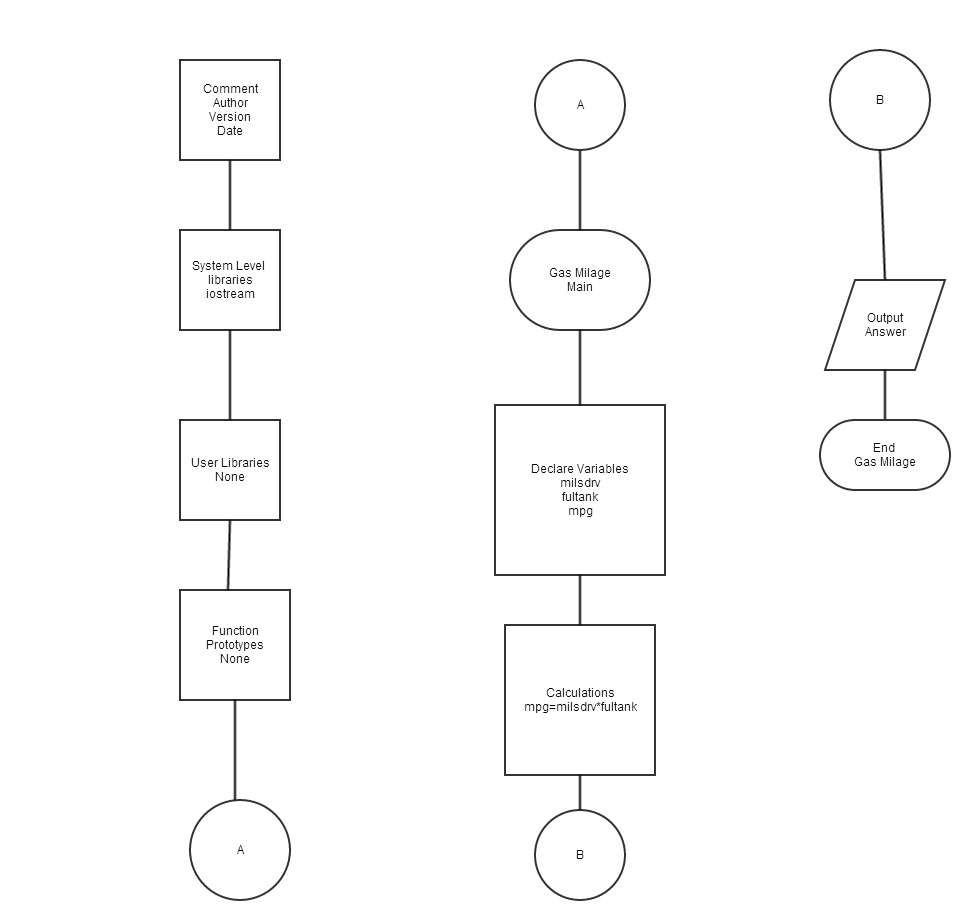 Comment
Author
Version
Date
System Level
libraries
iostream
User Libraries
None
Function
Prototypes
None
A
A
Gas Milage
Main
Declare Variables
milsdrv
fultank
mpg
Calculations
mpg=milsdrv*fultank
B
B
Output
Answer
End
Gas Milage